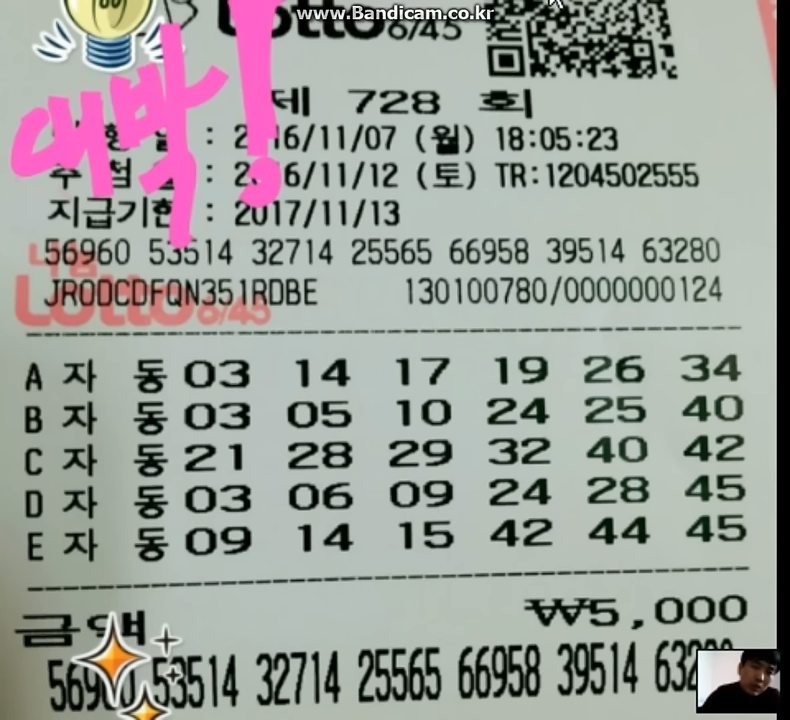 www.Bandicam.co.kr
Lotto 6/45
대박!
제 728 회
: 2016/11/07 (월) 18:05:23
추 첨 일 : 2016/11/12 (토) TR:1204502555
지급기한 : 2017/11/13
56960 53514 32714 25565 66958 39514 63280
나눔 Lotto 6/45
JRODCDFQN351RDBE 130100780/0000000124
A 자 동 03 14 17 19 26 34
B 자 동 03 05 10 24 25 40
C 자 동 21 28 29 32 40 42
D 자 동 03 06 09 24 28 45
E 자 동 09 14 15 42 44 45
금액 ₩5,000
56960 53514 32714 25565 66958 39514